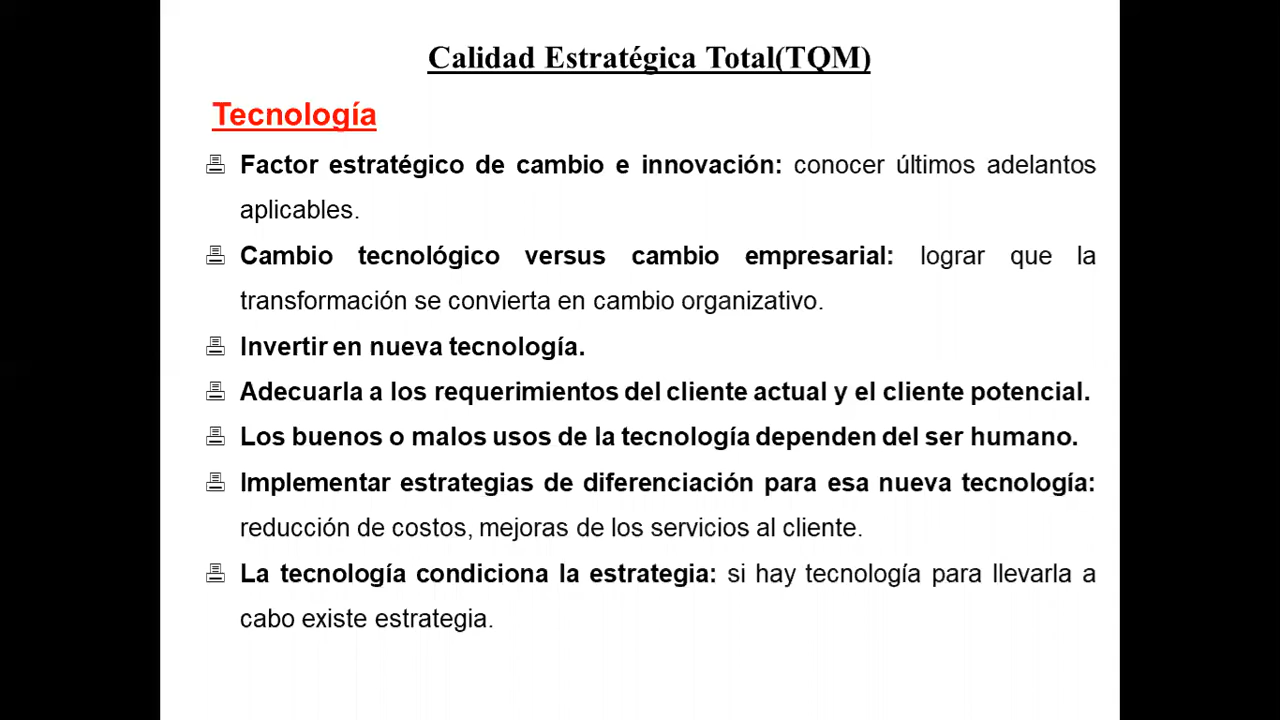 Calidad Estratégica Total(TQM)
Tecnología
Factor estratégico de cambio e innovación: conocer últimos adelantos
aplicables.
Cambio tecnológico versus cambio empresarial: lograr que la
transformación se convierta en cambio organizativo.
Invertir en nueva tecnología.
Adecuarla a los requerimientos del cliente actual y el cliente potencial.
Los buenos o malos usos de la tecnología dependen del ser humano.
Implementar estrategias de diferenciación para esa nueva tecnología:
reducción de costos, mejoras de los servicios al cliente.
La tecnología condiciona la estrategia: si hay tecnología para llevarla a
cabo existe estrategia.